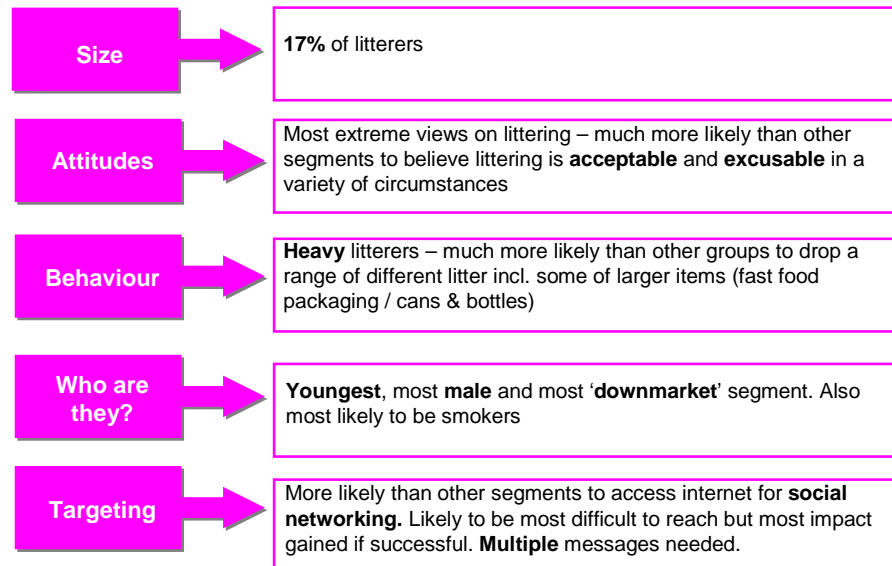 Size
17% of litterers
Attitudes
Most extreme views on littering – much more likely than other
segments to believe littering is acceptable and excusable in a
variety of circumstances
Behaviour
Heavy litterers – much more likely than other groups to drop a
range of different litter incl. some of larger items (fast food
packaging / cans & bottles)
Who are
they?
Youngest, most male and most ‘downmarket’ segment. Also
most likely to be smokers
Targeting
More likely than other segments to access internet for social
networking. Likely to be most difficult to reach but most impact
gained if successful. Multiple messages needed.